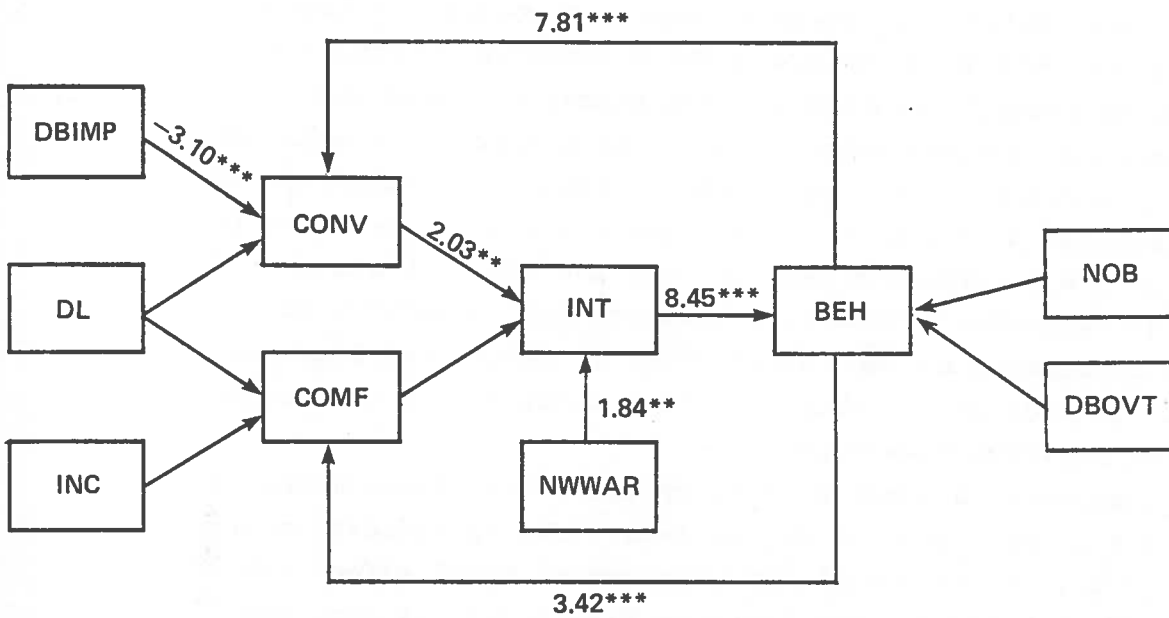 7.81***
DBIMP
−3.10***
CONV
2.03**
NOB
DL
INT
8.45***
BEH
COMF
1.84**
DBOVT
INC
NWWAR
3.42***